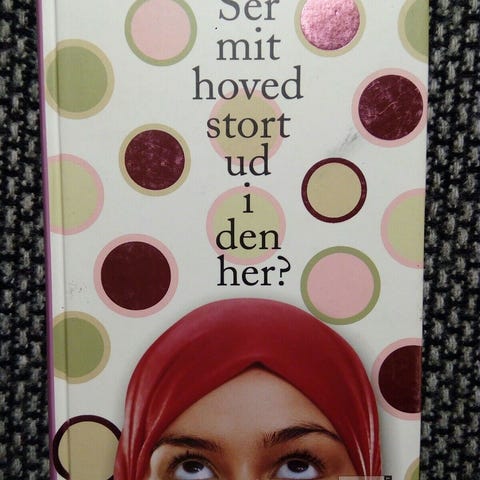 Ser
mit
hoved
stort
ud
i
den
her?